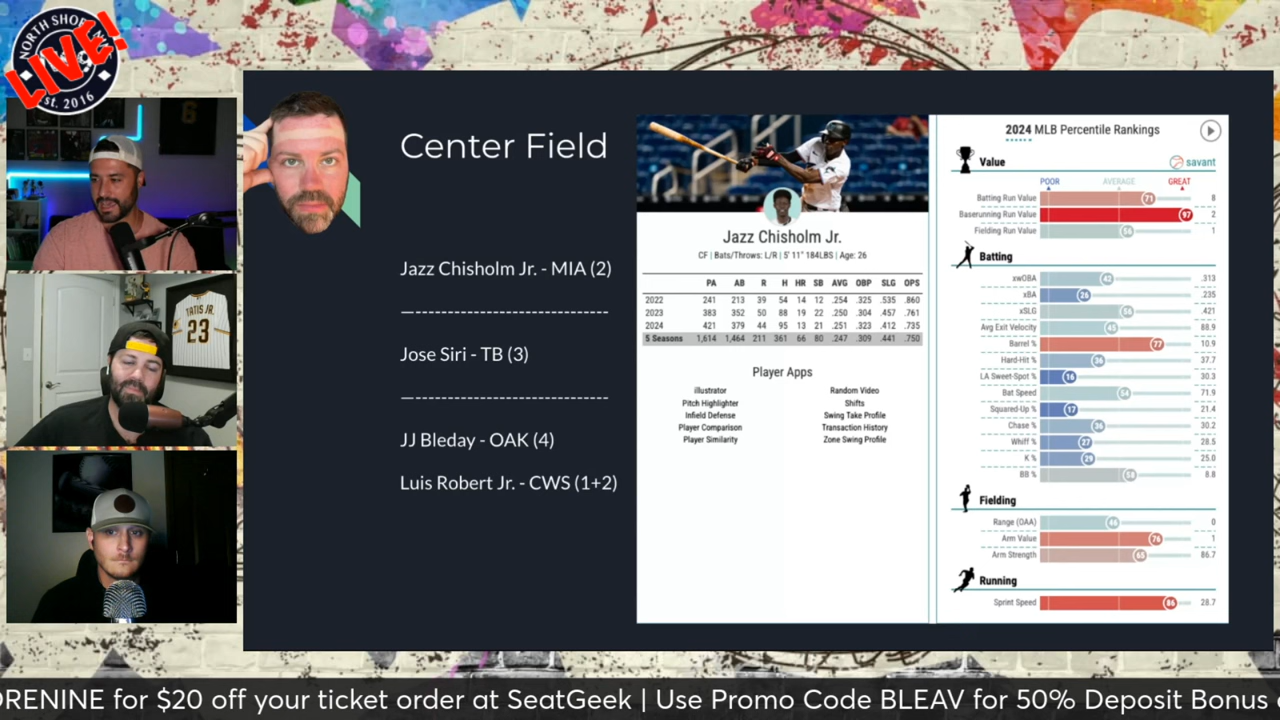 NORTH SHORE
LIVE!
est. 2016
6
TATIS JR.
23
Center Field
Jazz Chisholm Jr. - MIA (2)
Jose Siri - TB (3)
JJ Bleday - OAK (4)
Luis Robert Jr. - CWS (1+2)
Jazz Chisholm Jr.
CF | Bats/Throws: L/R | 5' 11" 184LBS | Age: 26
PA AB R H HR SB AVG OBP SLG OPS
2022 241 213 39 54 14 12 .254 .325 .535 .860
2023 383 352 50 88 19 22 .250 .304 .457 .761
2024 421 379 44 95 13 21 .251 .323 .412 .735
5 Seasons 1,614 1,464 211 361 66 80 .247 .309 .441 .750
Player Apps
illustrator Random Video
Pitch Highlighter Shifts
Infield Defense Swing Take Profile
Player Comparison Transaction History
Player Similarity Zone Swing Profile
2024 MLB Percentile Rankings
Value savant
POOR AVERAGE GREAT
Batting Run Value 71 8
Baserunning Run Value 97 2
Fielding Run Value 56 1
Batting
xwOBA 42 .313
xBA 26 .235
xSLG 56 .421
Avg Exit Velocity 45 88.9
Barrel % 77 10.9
Hard-Hit % 36 37.7
LA Sweet-Spot % 16 30.3
Bat Speed 54 71.9
Squared-Up % 17 21.4
Chase % 36 30.2
Whiff % 27 28.5
K % 29 25.0
BB % 58 8.8
Fielding
Range (OAA) 46 0
Arm Value 76 1
Arm Strength 65 86.7
Running
Sprint Speed 86 28.7
ORENINE for $20 off your ticket order at SeatGeek | Use Promo Code BLEAV for 50% Deposit Bonus